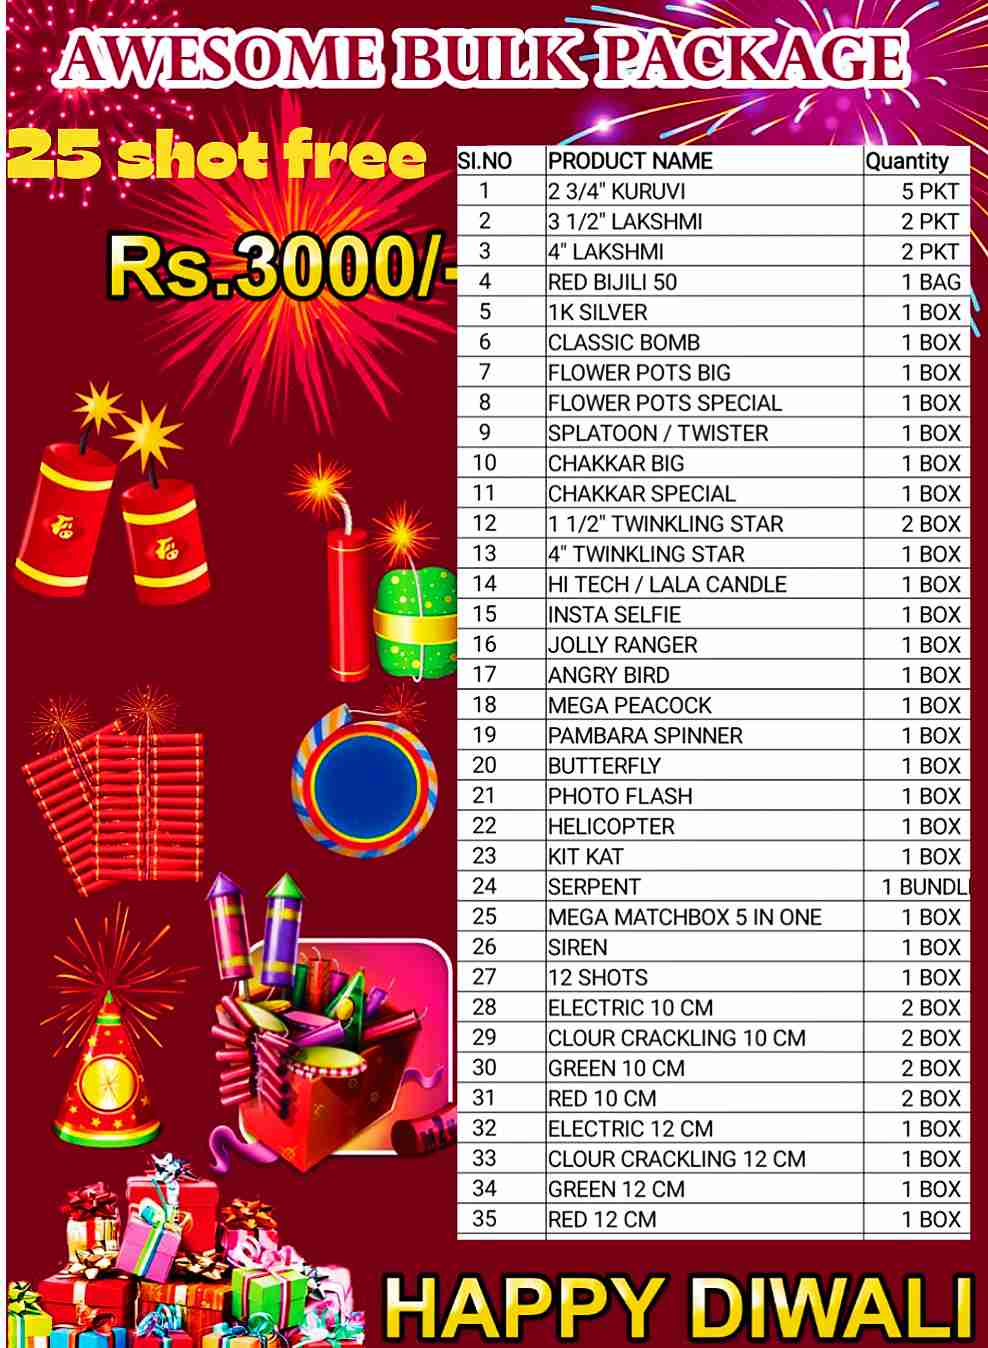 AWESOME BULK PACKAGE
25 shot free
Rs.3000/-
SI.NO PRODUCT NAME Quantity
1 2 3/4" KURUVI 5 PKT
2 3 1/2" LAKSHMI 2 PKT
3 4" LAKSHMI 2 PKT
4 RED BIJILI 50 1 BAG
5 1K SILVER 1 BOX
6 CLASSIC BOMB 1 BOX
7 FLOWER POTS BIG 1 BOX
8 FLOWER POTS SPECIAL 1 BOX
9 SPLATOON / TWISTER 1 BOX
10 CHAKKAR BIG 1 BOX
11 CHAKKAR SPECIAL 1 BOX
12 1 1/2" TWINKLING STAR 2 BOX
13 4" TWINKLING STAR 1 BOX
14 HI TECH / LALA CANDLE 1 BOX
15 INSTA SELFIE 1 BOX
16 JOLLY RANGER 1 BOX
17 ANGRY BIRD 1 BOX
18 MEGA PEACOCK 1 BOX
19 PAMBARA SPINNER 1 BOX
20 BUTTERFLY 1 BOX
21 PHOTO FLASH 1 BOX
22 HELICOPTER 1 BOX
23 KIT KAT 1 BOX
24 SERPENT 1 BUNDL
25 MEGA MATCHBOX 5 IN ONE 1 BOX
26 SIREN 1 BOX
27 12 SHOTS 1 BOX
28 ELECTRIC 10 CM 2 BOX
29 CLOUR CRACKLING 10 CM 2 BOX
30 GREEN 10 CM 2 BOX
31 RED 10 CM 2 BOX
32 ELECTRIC 12 CM 1 BOX
33 CLOUR CRACKLING 12 CM 1 BOX
34 GREEN 12 CM 1 BOX
35 RED 12 CM 1 BOX
HAPPY DIWALI